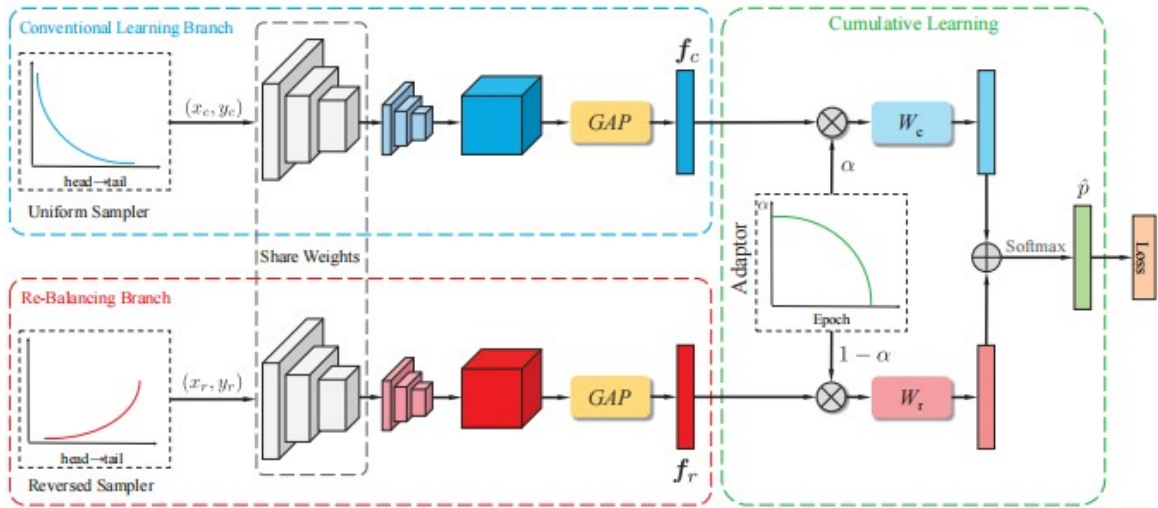 Conventional Learning Branch
head→tail
Uniform Sampler
(x_c, y_c)
GAP
f_c
Share Weights
Re-Balancing Branch
head→tail
Reversed Sampler
(x_r, y_r)
GAP
f_r
Cumulative Learning
W_c
α
Adaptor
α
Epoch
1 − α
W_r
Softmax
p̂
Loss